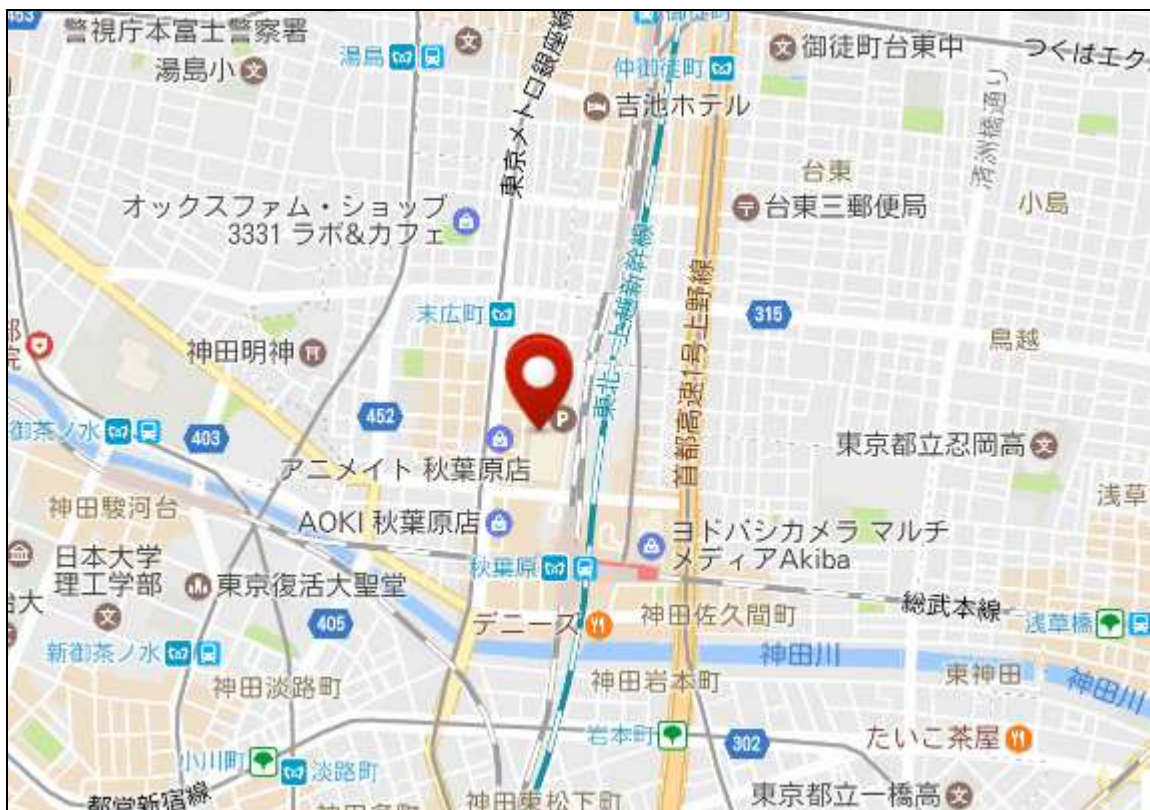 453
警視庁本富士警察署
湯島小
湯島
東京メトロ銀座線
御徒町
仲御徒町
御徒町台東中
つくばエク
吉池ホテル
清洲橋通り
台東
台東三郵便局
小島
オックスファム・ショップ
3331 ラボ&カフェ
東北・上越新幹線
首都高速1号上野線
末広町
315
鳥越
院
神田明神
452
P
御茶ノ水
403
アニメイト 秋葉原店
東京都立忍岡高
浅草
神田駿河台
AOKI 秋葉原店
ヨドバシカメラ マルチ
メディアAkiba
日本大学
理工学部
東京復活大聖堂
秋葉原
総武本線
治大
405
デニーズ
神田佐久間町
浅草橋
新御茶ノ水
神田川
神田淡路町
神田岩本町
東神田
神田川
岩本町
302
たいこ茶屋
小川町
淡路町
都営新宿線
神田東松下町
東京都立一橋高